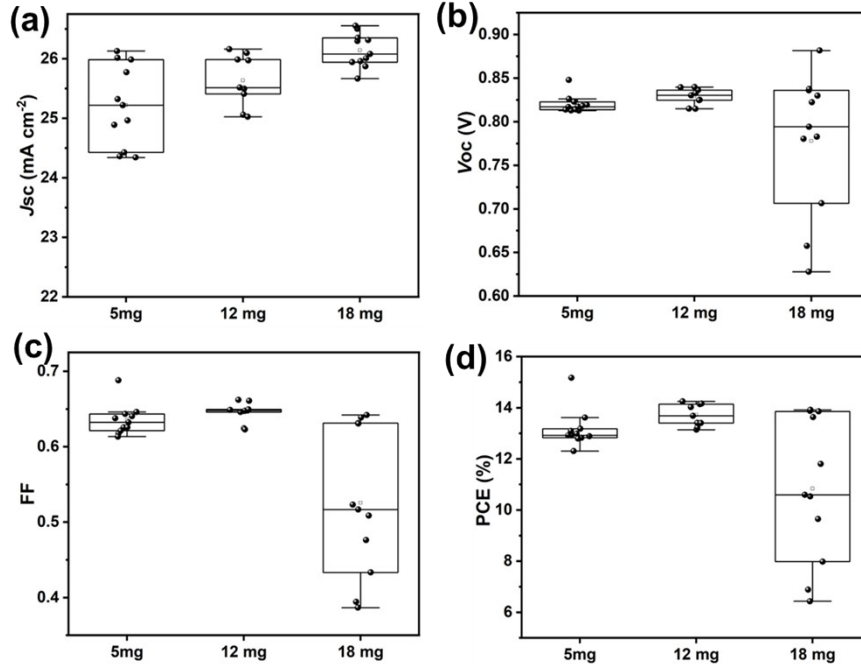 (a)
Jsc (mA cm⁻²)
26
25
24
23
22
5mg
12 mg
18 mg
(b)
Voc (V)
0.90
0.85
0.80
0.75
0.70
0.65
0.60
5mg
12 mg
18 mg
(c)
FF
0.7
0.6
0.5
0.4
5mg
12 mg
18 mg
(d)
PCE (%)
16
14
12
10
8
6
5mg
12 mg
18 mg